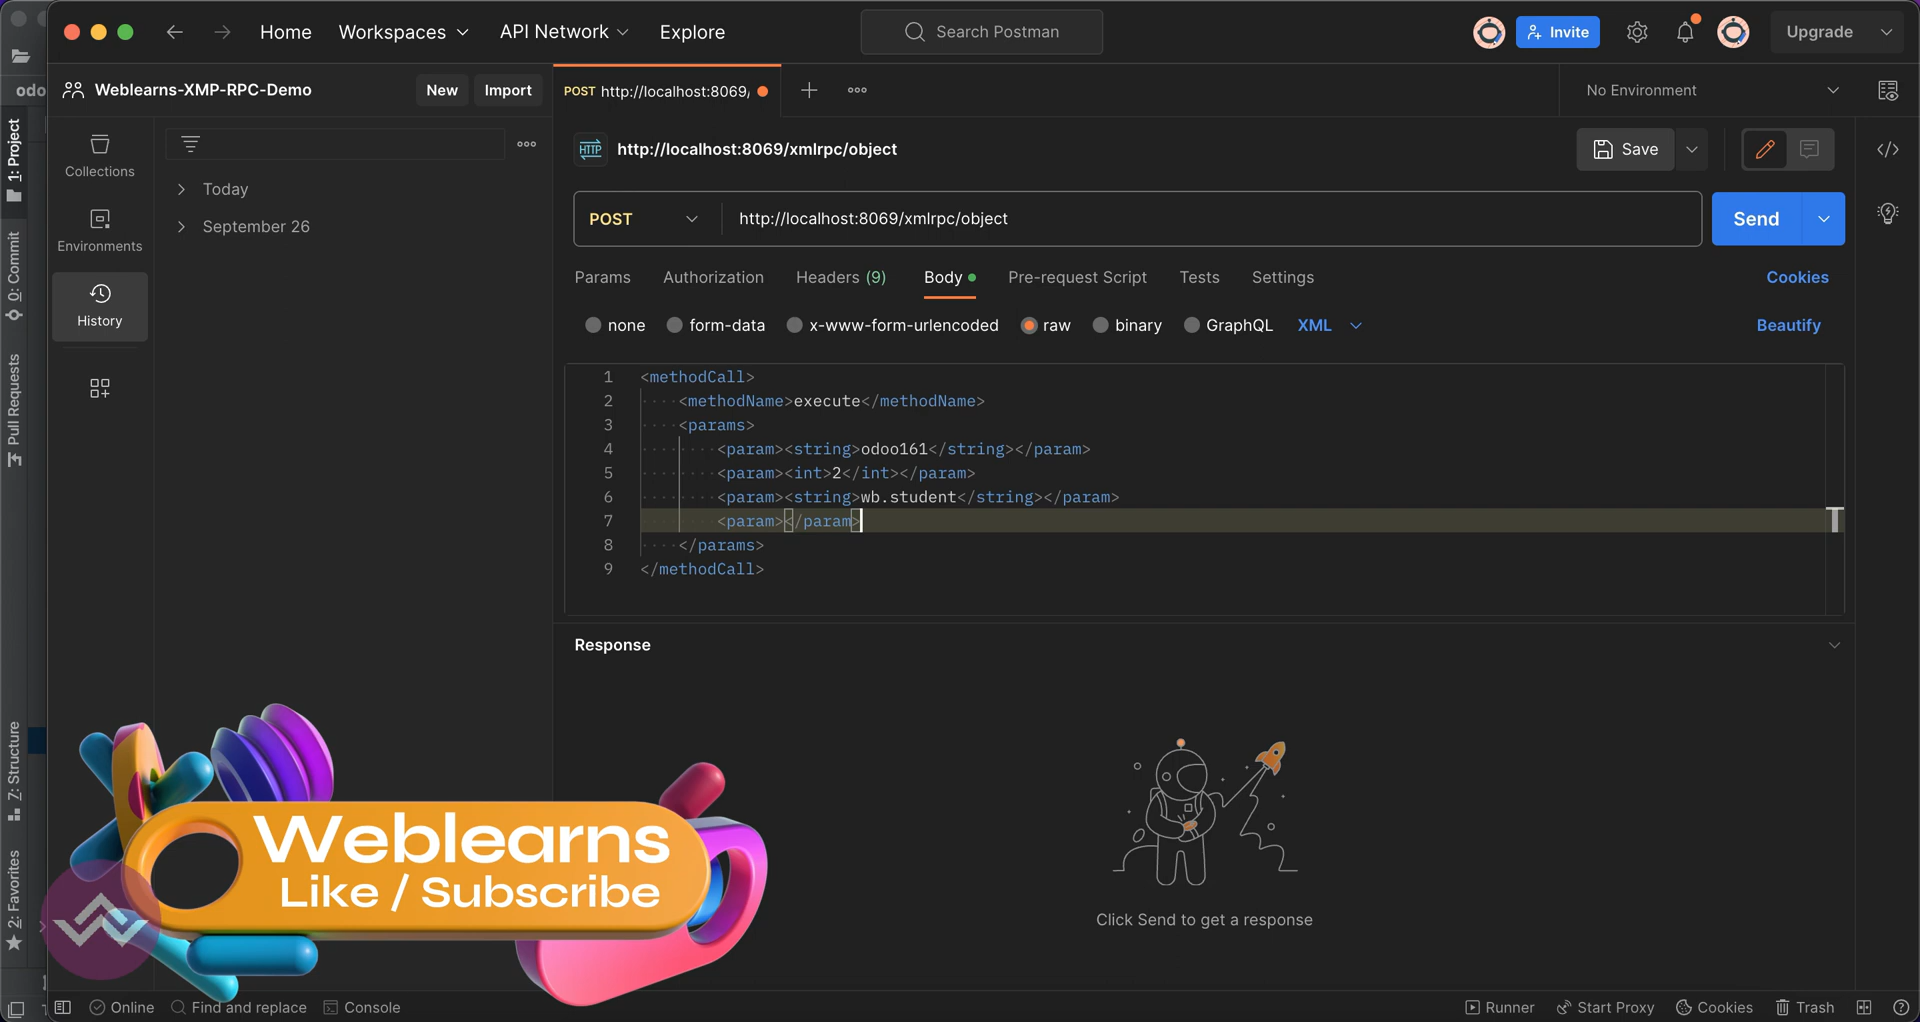 Home
Workspaces
API Network
Explore
Search Postman
Invite
Upgrade
odo
Weblearns-XMP-RPC-Demo
New
Import
POST http://localhost:8069/
No Environment
1: Project
0: Commit
Pull Requests
Z: Structure
2: Favorites
Collections
Environments
History
Today
September 26
HTTP
http://localhost:8069/xmlrpc/object
Save
POST
http://localhost:8069/xmlrpc/object
Send
Params
Authorization
Headers (9)
Body
Pre-request Script
Tests
Settings
Cookies
none
form-data
x-www-form-urlencoded
raw
binary
GraphQL
XML
Beautify
1 <methodCall>
2 <methodName>execute</methodName>
3 <params>
4 <param><string>odoo161</string></param>
5 <param><int>2</int></param>
6 <param><string>wb.student</string></param>
7 <param></param>
8 </params>
9 </methodCall>
Response
Click Send to get a response
Weblearns
Like / Subscribe
Online
Find and replace
Console
Runner
Start Proxy
Cookies
Trash